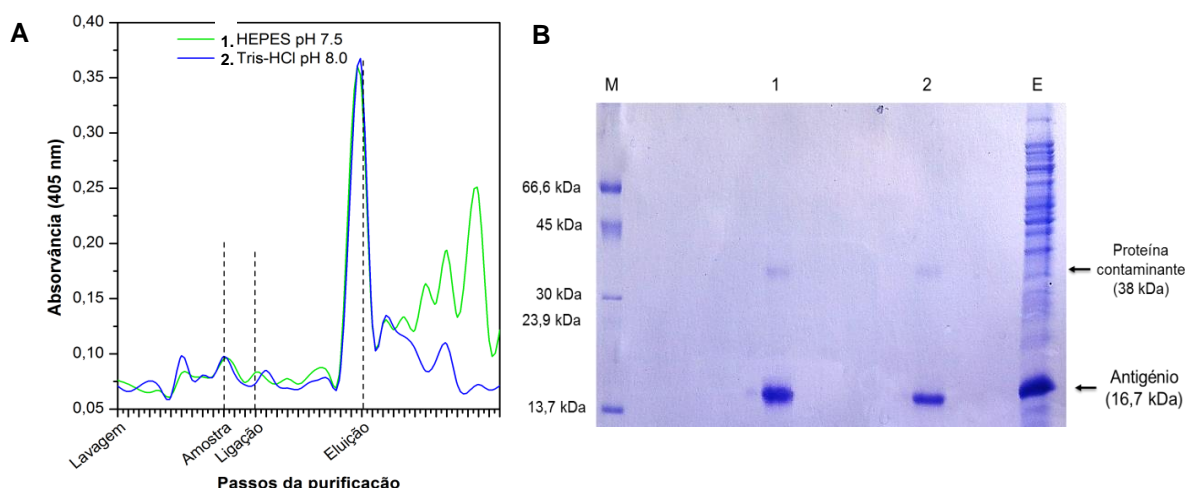 A
0,40
0,35
0,30
0,25
0,20
0,15
0,10
0,05
Absorvância (405 nm)
1. HEPES pH 7.5
2. Tris-HCl pH 8.0
Lavagem
Amostra
Ligação
Eluição
Passos da purificação
B
M 1 2 E
66,6 kDa
45 kDa
30 kDa
23,9 kDa
13,7 kDa
Proteína
contaminante
(38 kDa)
Antigénio
(16,7 kDa)